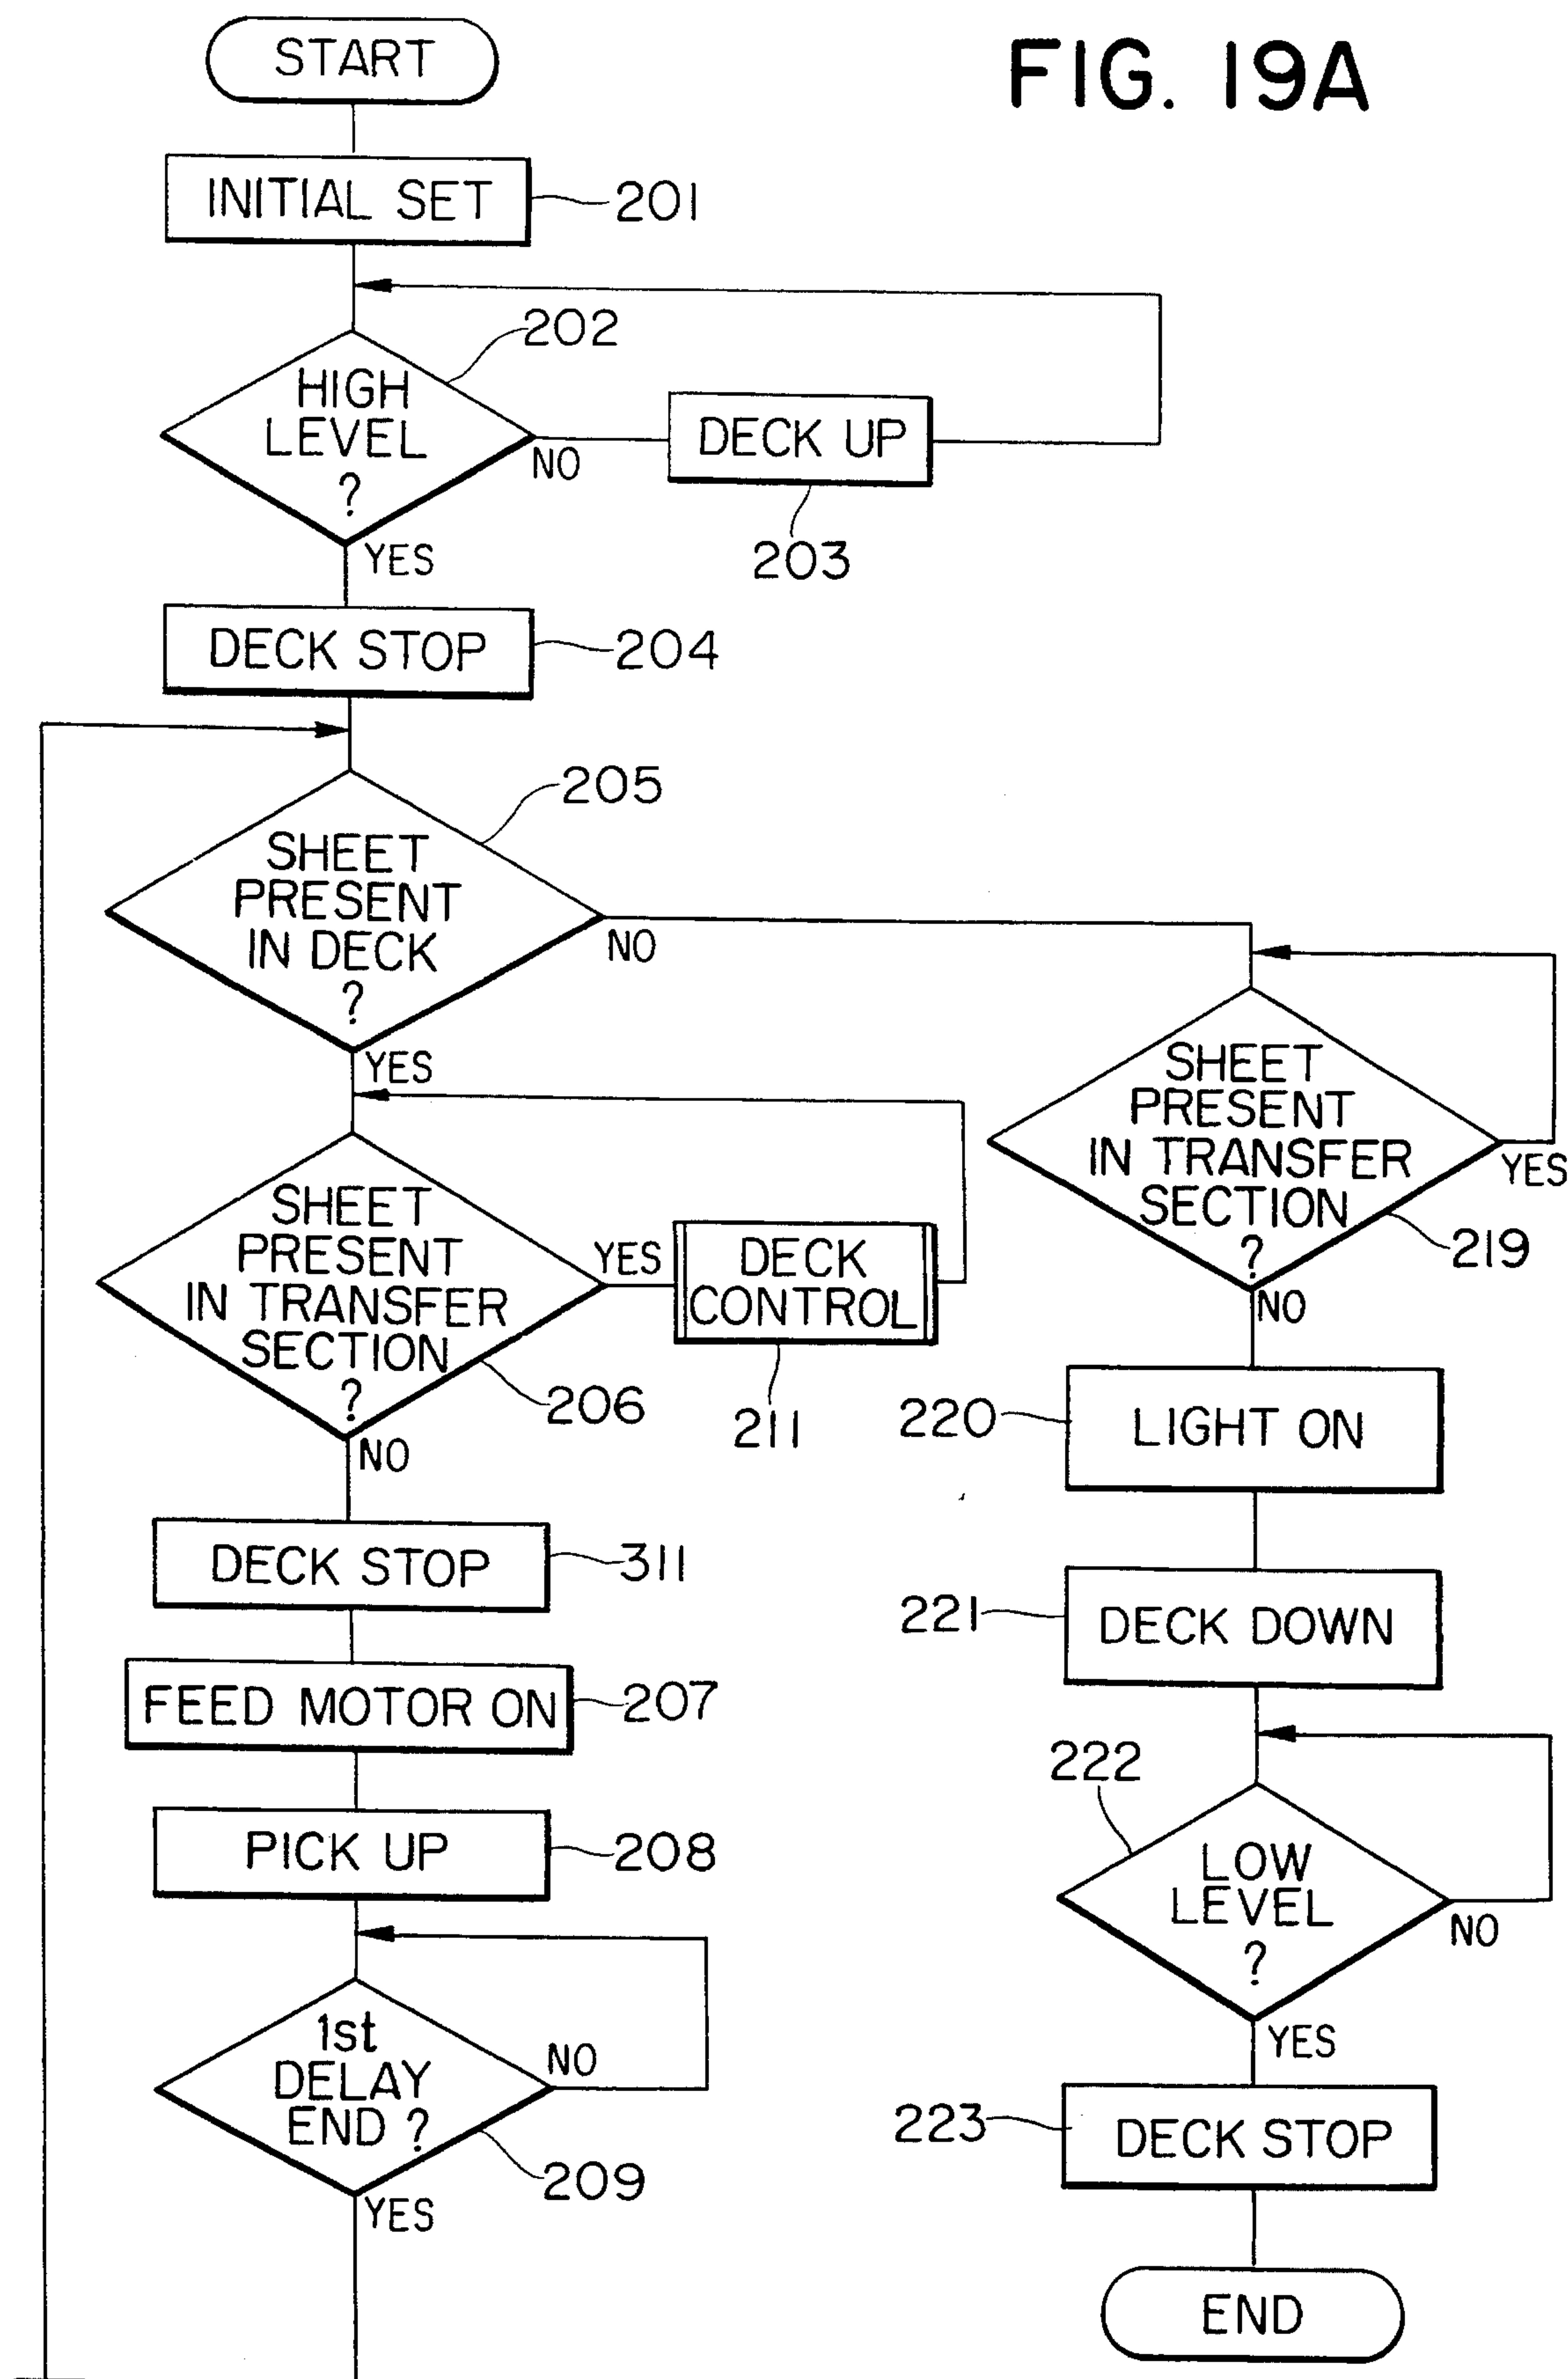 FIG. 19A
START
INITIAL SET
201
202
HIGH
LEVEL
?
NO
DECK UP
203
YES
DECK STOP
204
205
SHEET
PRESENT
IN DECK
?
NO
YES
SHEET
PRESENT
IN TRANSFER
SECTION
?
206
YES
DECK
CONTROL
211
NO
DECK STOP
311
FEED MOTOR ON
207
PICK UP
208
1st
DELAY
END ?
NO
209
YES
SHEET
PRESENT
IN TRANSFER
SECTION
?
YES
219
NO
220
LIGHT ON
221
DECK DOWN
222
LOW
LEVEL
?
NO
YES
223
DECK STOP
END